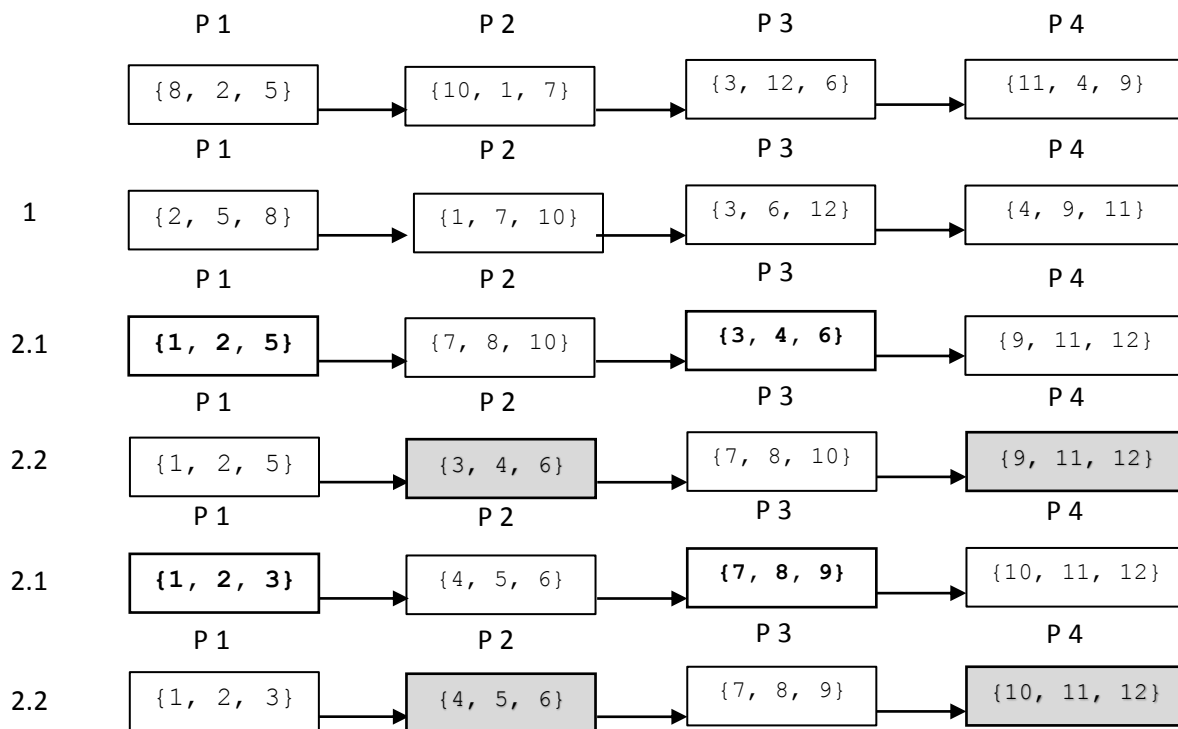 P 1 P 2 P 3 P 4
{8, 2, 5} {10, 1, 7} {3, 12, 6} {11, 4, 9}
P 1 P 2 P 3 P 4
1 {2, 5, 8} {1, 7, 10} {3, 6, 12} {4, 9, 11}
P 1 P 2 P 3 P 4
2.1 {1, 2, 5} {7, 8, 10} {3, 4, 6} {9, 11, 12}
P 1 P 2 P 3 P 4
2.2 {1, 2, 5} {3, 4, 6} {7, 8, 10} {9, 11, 12}
P 1 P 2 P 3 P 4
2.1 {1, 2, 3} {4, 5, 6} {7, 8, 9} {10, 11, 12}
P 1 P 2 P 3 P 4
2.2 {1, 2, 3} {4, 5, 6} {7, 8, 9} {10, 11, 12}